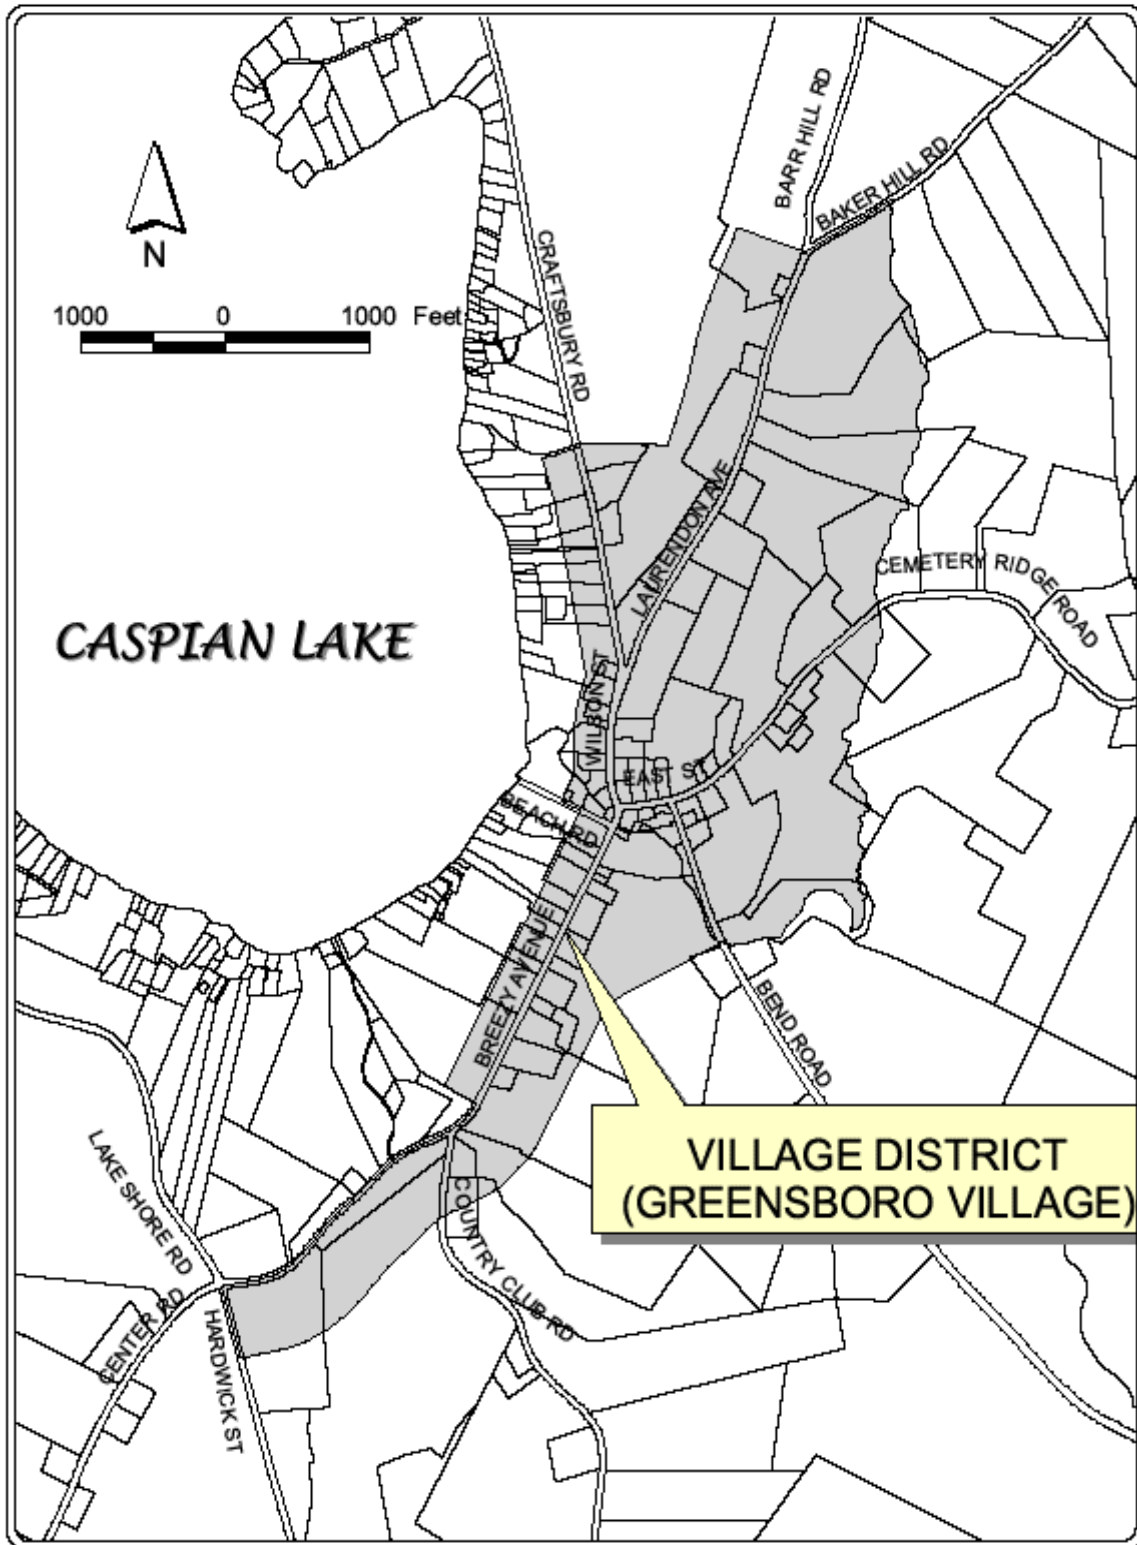 BARR HILL RD
BAKER HILL RD
N
CRAFTSBURY RD
1000 0 1000 Feet
LAURENDON AVE
CEMETERY RIDGE ROAD
CASPIAN LAKE
WILSON ST
EAST ST
BEACH RD
BREEZY AVENUE
BEND ROAD
VILLAGE DISTRICT
(GREENSBORO VILLAGE)
LAKE SHORE RD
COUNTRY CLUB RD
CENTER RD
HARDWICK ST